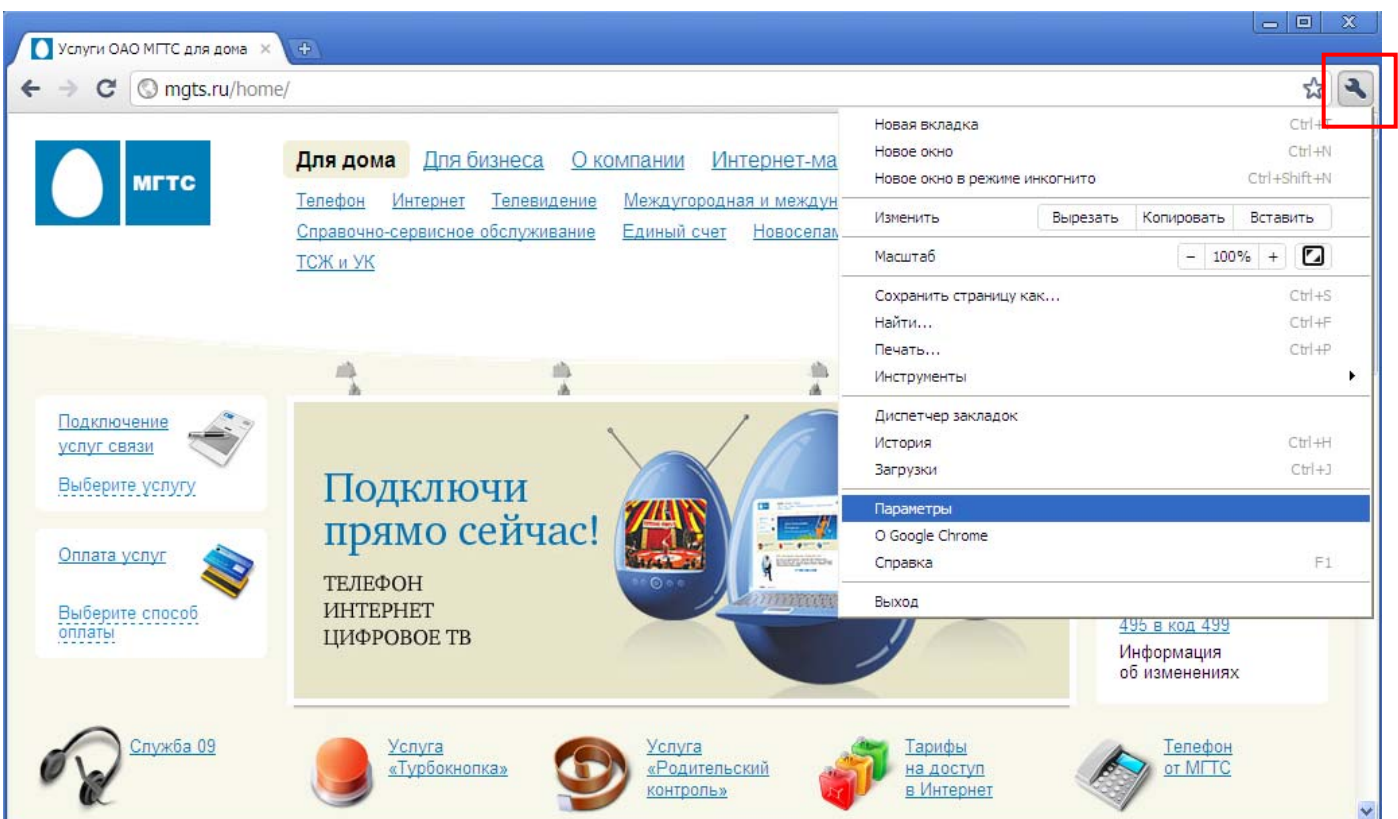 Услуги ОАО МГТС для дома
mgts.ru/home/
МГТС
Для дома Для бизнеса О компании Интернет-ма
Телефон Интернет Телевидение Междугородная и междун
Справочно-сервисное обслуживание Единый счет Новоселам
ТСЖ и УК
Новая вкладка Ctrl+T
Новое окно Ctrl+N
Новое окно в режиме инкогнито Ctrl+Shift+N
Изменить Вырезать Копировать Вставить
Масштаб - 100% +
Сохранить страницу как... Ctrl+S
Найти... Ctrl+F
Печать... Ctrl+P
Инструменты
Диспетчер закладок
История Ctrl+H
Загрузки Ctrl+J
Параметры
О Google Chrome
Справка F1
Выход
Подключение
услуг связи
Выберите услугу
Оплата услуг
Выберите способ
оплаты
Подключи
прямо сейчас!
ТЕЛЕФОН
ИНТЕРНЕТ
ЦИФРОВОЕ ТВ
495 в код 499
Информация
об изменениях
Служба 09
Услуга
«Турбокнопка»
Услуга
«Родительский
контроль»
Тарифы
на доступ
в Интернет
Телефон
от МГТС